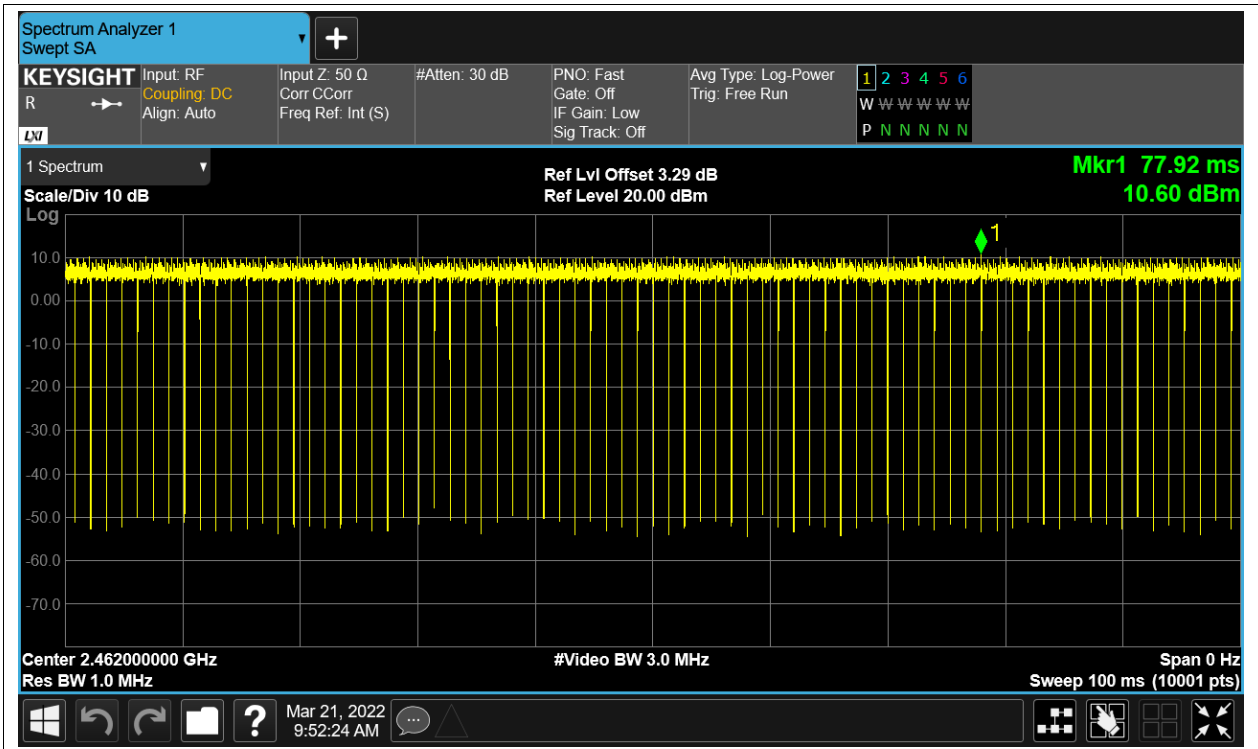 Spectrum Analyzer 1
Swept SA
+
KEYSIGHT
R
LXI
Input: RF
Coupling: DC
Align: Auto
Input Z: 50 Ω
Corr CCorr
Freq Ref: Int (S)
#Atten: 30 dB
PNO: Fast
Gate: Off
IF Gain: Low
Sig Track: Off
Avg Type: Log-Power
Trig: Free Run
1 2 3 4 5 6
W W W W W W
P N N N N N
1 Spectrum
Scale/Div 10 dB
Ref Lvl Offset 3.29 dB
Ref Level 20.00 dBm
Mkr1 77.92 ms
10.60 dBm
Log
1
10.0
0.00
-10.0
-20.0
-30.0
-40.0
-50.0
-60.0
-70.0
Center 2.462000000 GHz
#Video BW 3.0 MHz
Span 0 Hz
Res BW 1.0 MHz
Sweep 100 ms (10001 pts)
?
Mar 21, 2022
9:52:24 AM